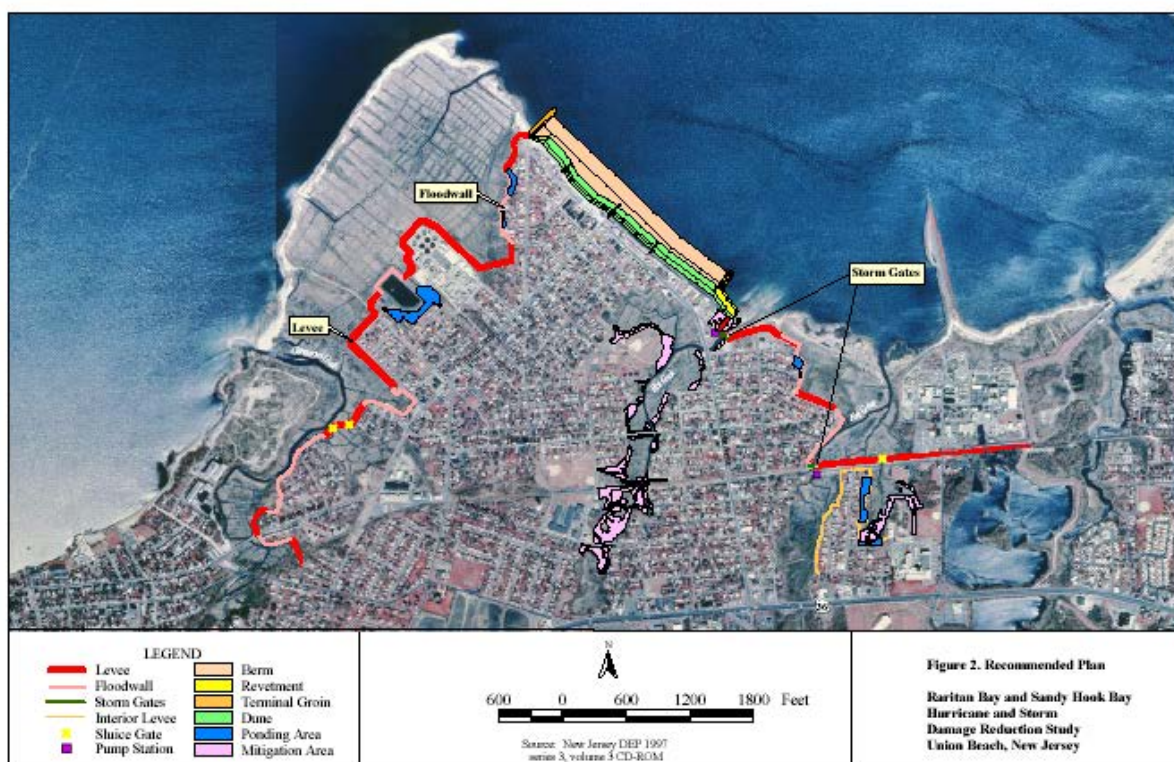 Floodwall
Storm Gates
Levee
36
LEGEND
Levee
Floodwall
Storm Gates
Interior Levee
Sluice Gate
Pump Station
Berm
Revetment
Terminal Groin
Dune
Ponding Area
Mitigation Area
N
600 0 600 1200 1800 Feet
Source: New Jersey DEP 1997
series 3, volume 3 CD-ROM
Figure 2. Recommended Plan
Raritan Bay and Sandy Hook Bay
Hurricane and Storm
Damage Reduction Study
Union Beach, New Jersey